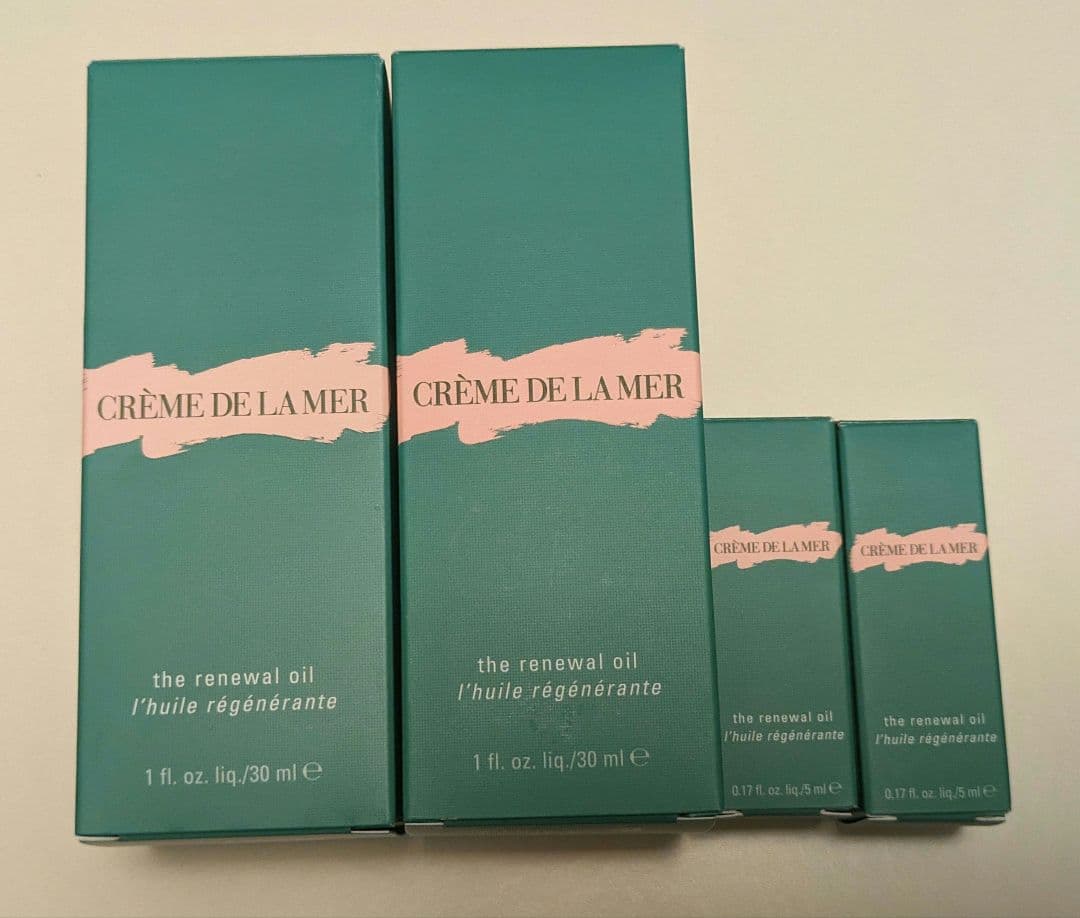 CRÈME DE LA MER
the renewal oil
l'huile régénérante
1 fl. oz. liq./30 ml ℮
CRÈME DE LA MER
the renewal oil
l'huile régénérante
1 fl. oz. liq./30 ml ℮
CRÈME DE LA MER
the renewal oil
l'huile régénérante
0.17 fl. oz. liq./5 ml ℮
CRÈME DE LA MER
the renewal oil
l'huile régénérante
0.17 fl. oz. liq./5 ml ℮